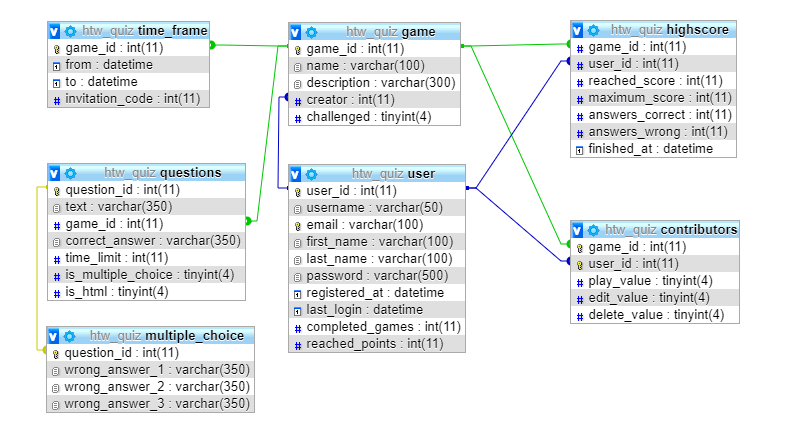 htw_quiz time_frame
game_id : int(11)
from : datetime
to : datetime
invitation_code : int(11)
htw_quiz game
game_id : int(11)
name : varchar(100)
description : varchar(300)
creator : int(11)
challenged : tinyint(4)
htw_quiz highscore
game_id : int(11)
user_id : int(11)
reached_score : int(11)
maximum_score : int(11)
answers_correct : int(11)
answers_wrong : int(11)
finished_at : datetime
htw_quiz questions
question_id : int(11)
text : varchar(350)
game_id : int(11)
correct_answer : varchar(350)
time_limit : int(11)
is_multiple_choice : tinyint(4)
is_html : tinyint(4)
htw_quiz user
user_id : int(11)
username : varchar(50)
email : varchar(100)
first_name : varchar(100)
last_name : varchar(100)
password : varchar(500)
registered_at : datetime
last_login : datetime
completed_games : int(11)
reached_points : int(11)
htw_quiz contributors
game_id : int(11)
user_id : int(11)
play_value : tinyint(4)
edit_value : tinyint(4)
delete_value : tinyint(4)
htw_quiz multiple_choice
question_id : int(11)
wrong_answer_1 : varchar(350)
wrong_answer_2 : varchar(350)
wrong_answer_3 : varchar(350)